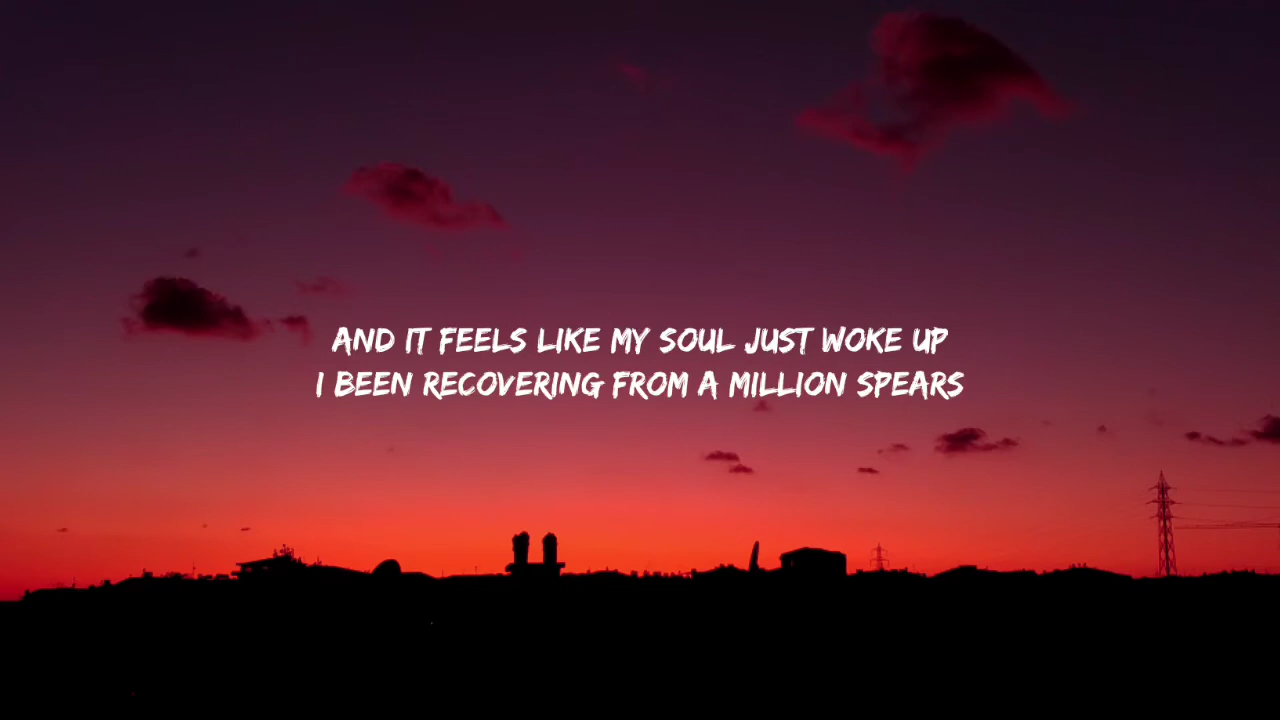 AND IT FEELS LIKE MY SOUL JUST WOKE UP
I BEEN RECOVERING FROM A MILLION SPEARS